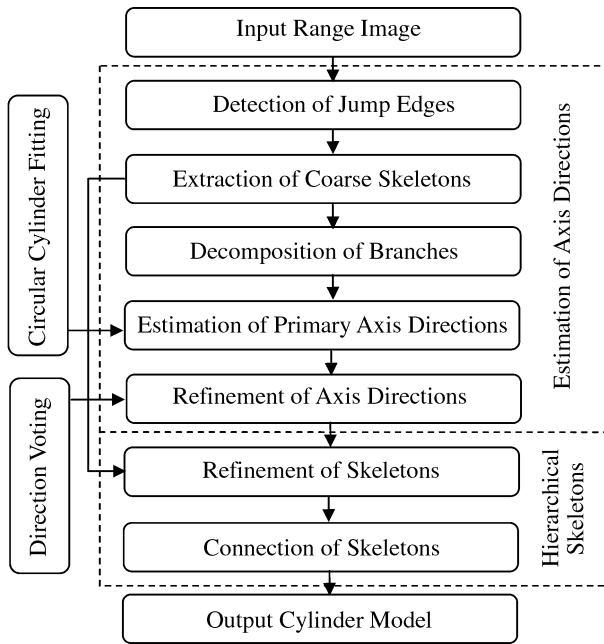 Input Range Image
Detection of Jump Edges
Extraction of Coarse Skeletons
Decomposition of Branches
Estimation of Primary Axis Directions
Refinement of Axis Directions
Refinement of Skeletons
Connection of Skeletons
Output Cylinder Model
Circular Cylinder Fitting
Direction Voting
Estimation of Axis Directions
Hierarchical
Skeletons